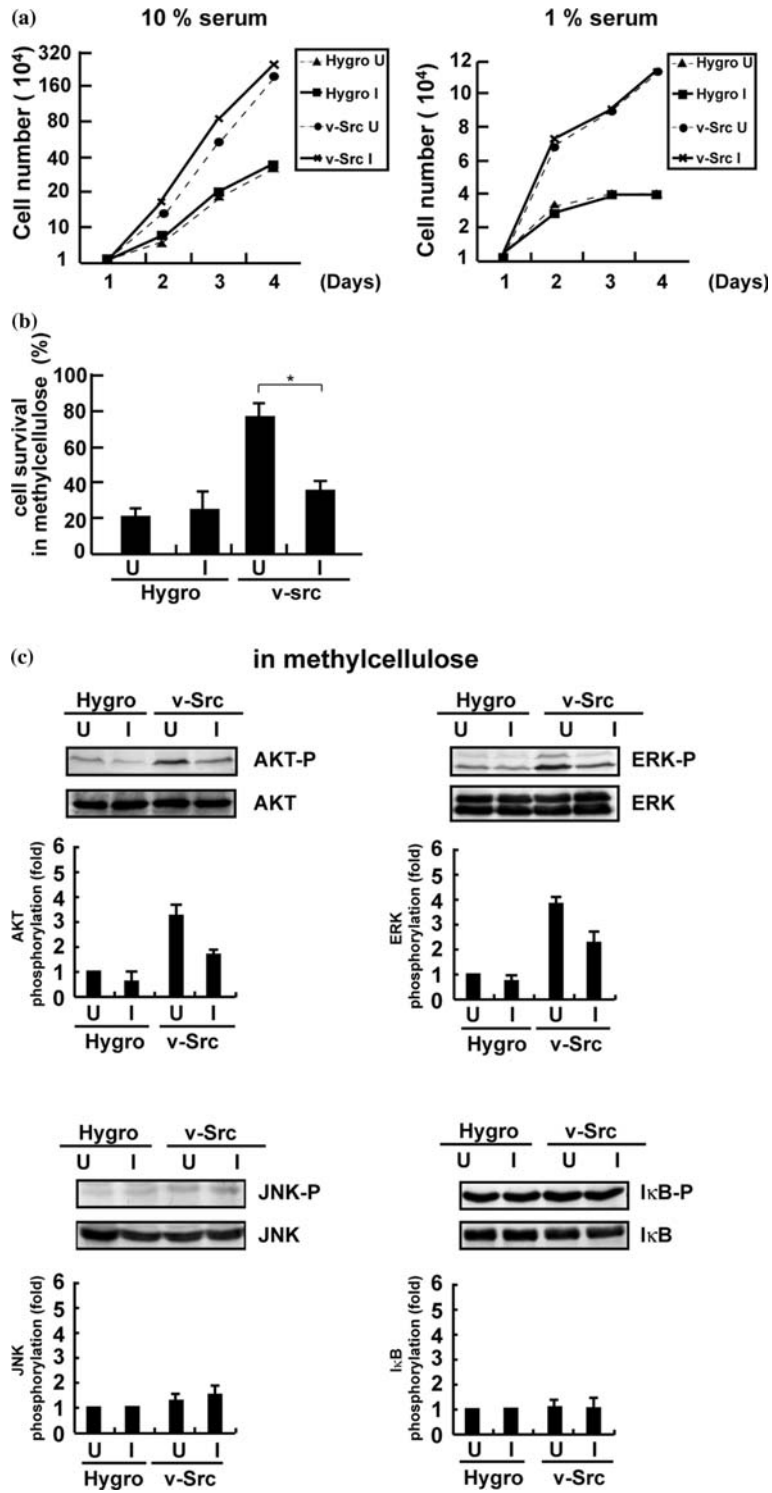 (a) 10 % serum 1 % serum
Cell number ( 10⁴)
320
160
80
40
20
10
1
1 2 3 4 (Days)
Hygro U
Hygro I
v-Src U
v-Src I
Cell number ( 10⁴)
12
10
8
6
4
2
1
1 2 3 4 (Days)
Hygro U
Hygro I
v-Src U
v-Src I
(b)
cell survival
in methylcellulose (%)
100
80
60
40
20
0
*
U I U I
Hygro v-src
(c) in methylcellulose
Hygro v-Src
U I U I
AKT-P
AKT
AKT
phosphorylation (fold)
6
5
4
3
2
1
0
U I U I
Hygro v-Src
Hygro v-Src
U I U I
ERK-P
ERK
ERK
phosphorylation (fold)
6
5
4
3
2
1
0
U I U I
Hygro v-Src
Hygro v-Src
U I U I
JNK-P
JNK
JNK
phosphorylation (fold)
6
5
4
3
2
1
0
U I U I
Hygro v-Src
Hygro v-Src
U I U I
IκB-P
IκB
IκB
phosphorylation (fold)
6
5
4
3
2
1
0
U I U I
Hygro v-Src